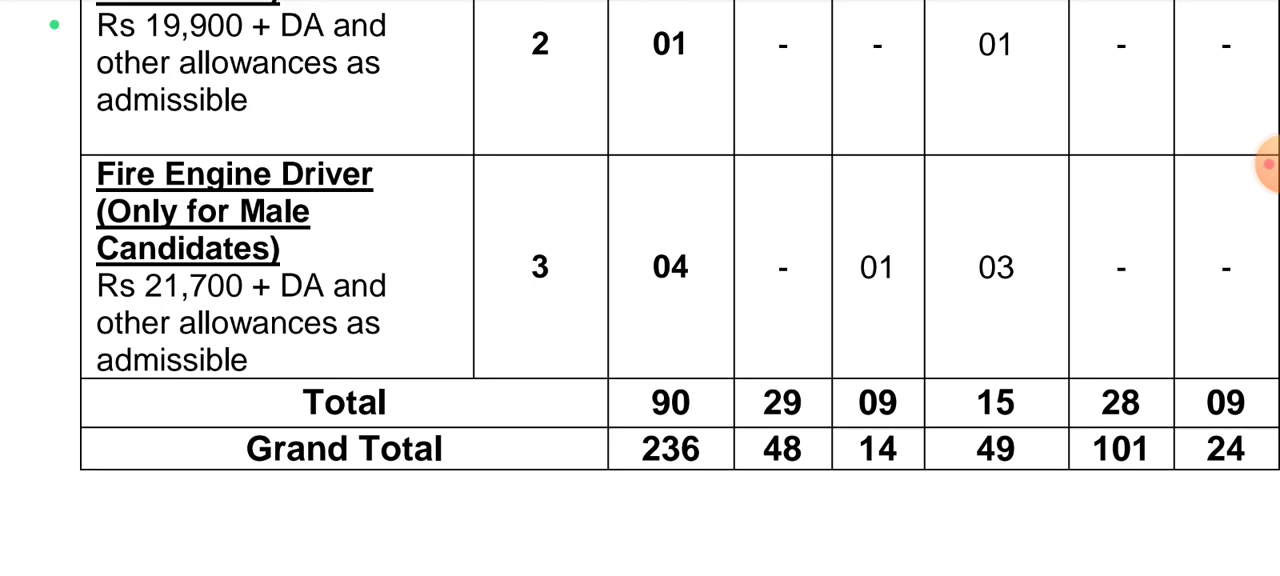 Rs 19,900 + DA and
other allowances as
admissible
2 01 - - 01 - -
Fire Engine Driver
(Only for Male
Candidates)
Rs 21,700 + DA and
other allowances as
admissible
3 04 - 01 03 - -
Total 90 29 09 15 28 09
Grand Total 236 48 14 49 101 24